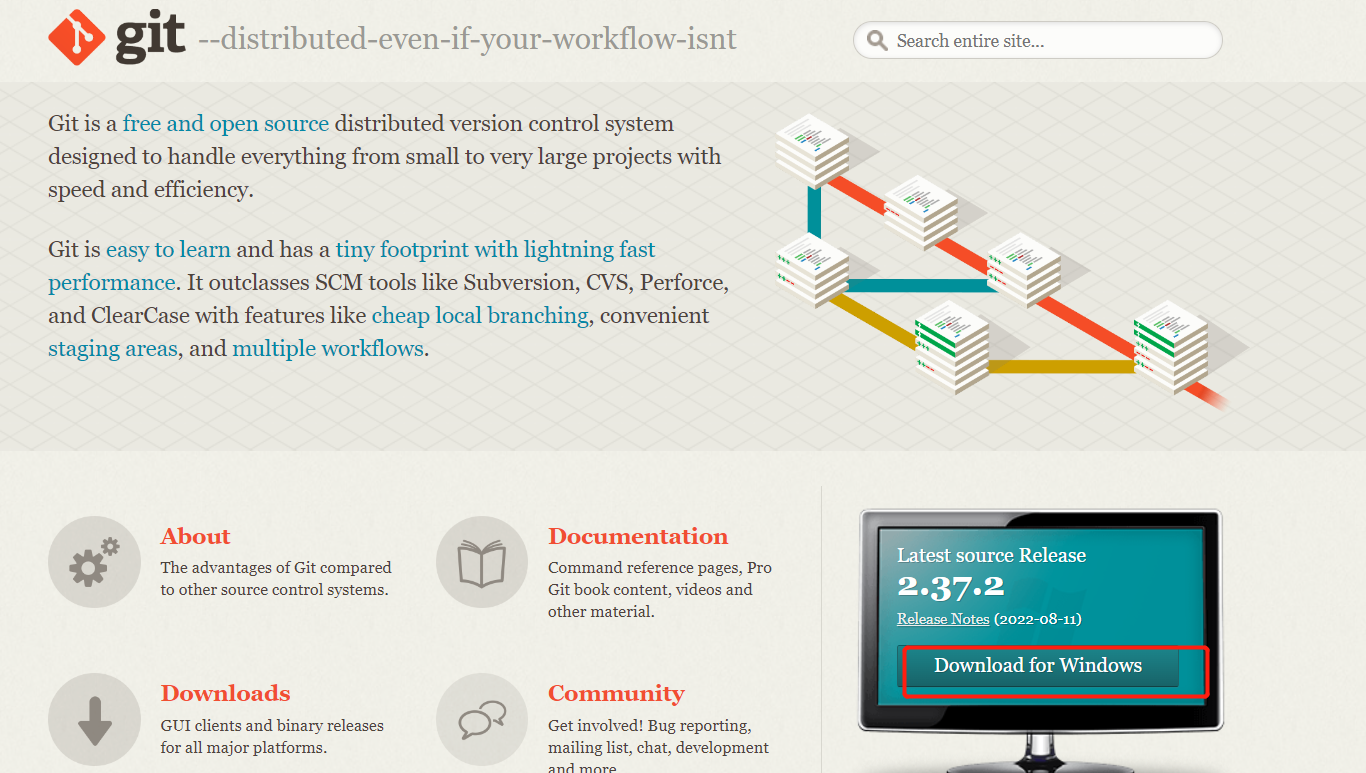 git --distributed-even-if-your-workflow-isnt
Search entire site...
Git is a free and open source distributed version control system
designed to handle everything from small to very large projects with
speed and efficiency.
Git is easy to learn and has a tiny footprint with lightning fast
performance. It outclasses SCM tools like Subversion, CVS, Perforce,
and ClearCase with features like cheap local branching, convenient
staging areas, and multiple workflows.
About
The advantages of Git compared
to other source control systems.
Documentation
Command reference pages, Pro
Git book content, videos and
other material.
Downloads
GUI clients and binary releases
for all major platforms.
Community
Get involved! Bug reporting,
mailing list, chat, development
and more.
Latest source Release
2.37.2
Release Notes (2022-08-11)
Download for Windows